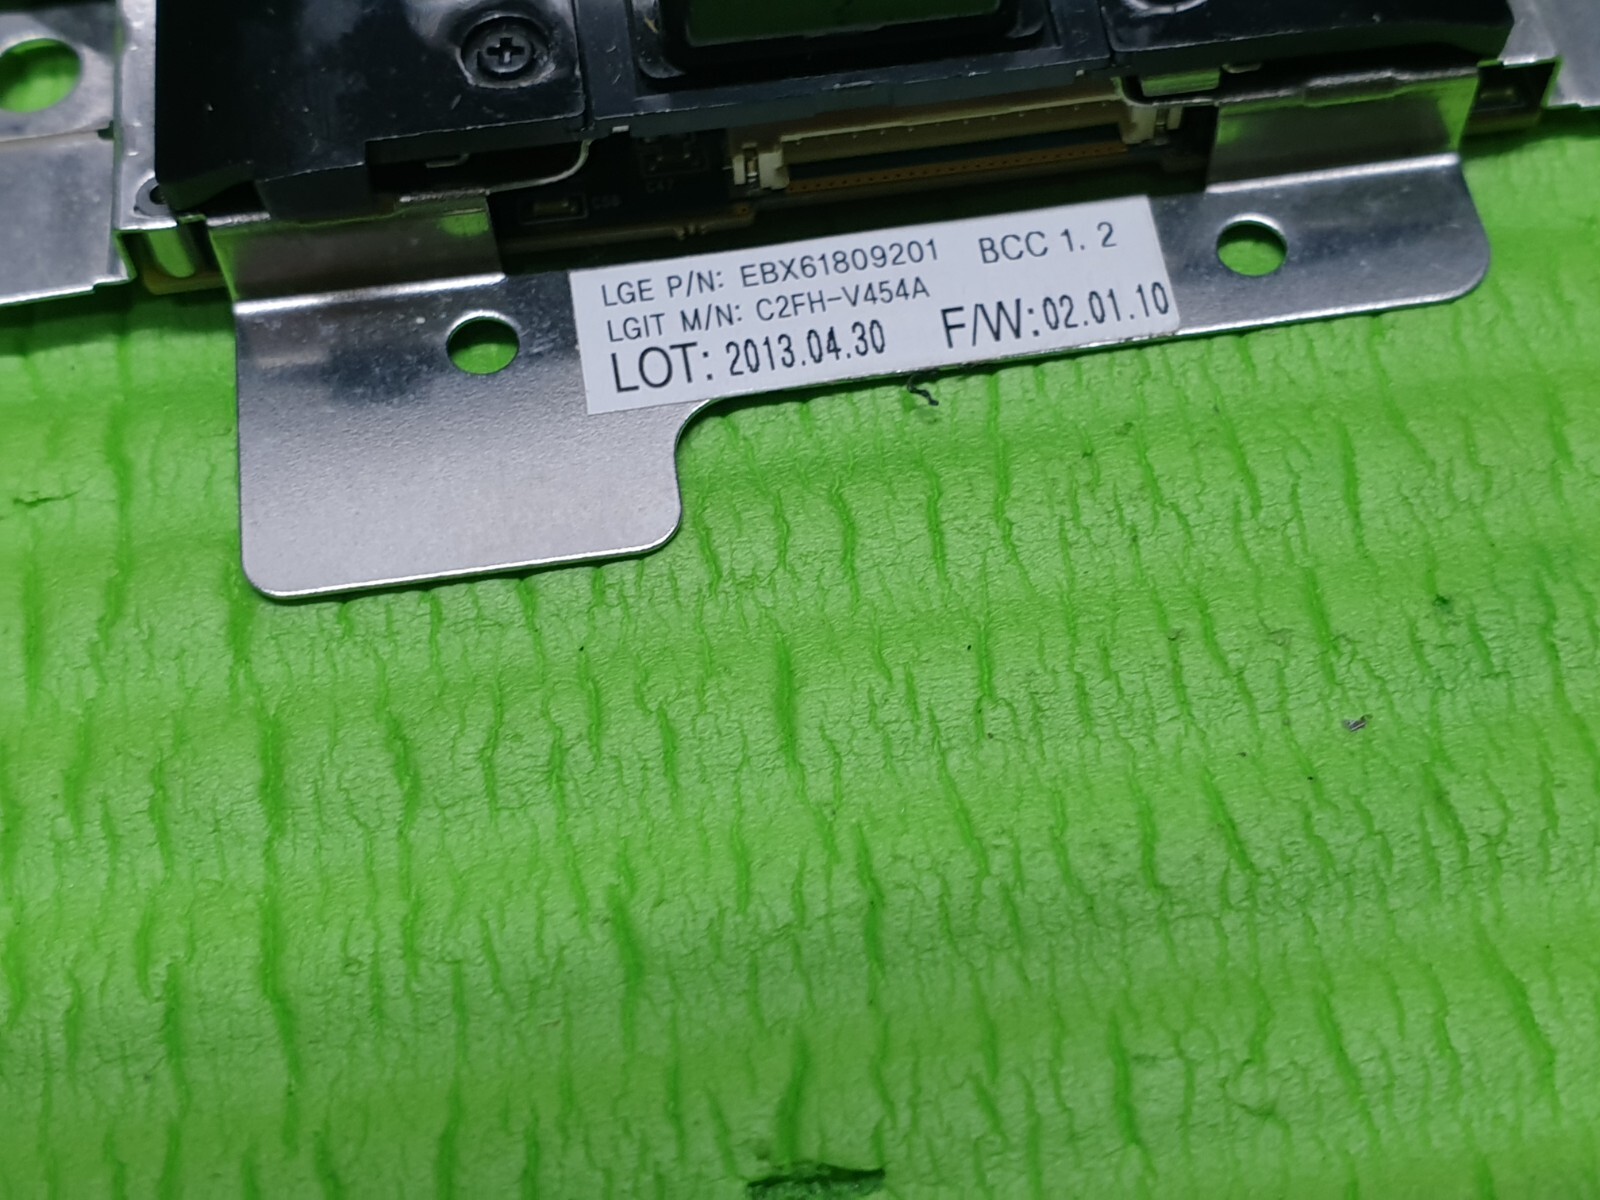 LGE P/N: EBX61809201 BCC 1. 2
LGIT M/N: C2FH-V454A
LOT: 2013.04.30 F/W:02.01.10